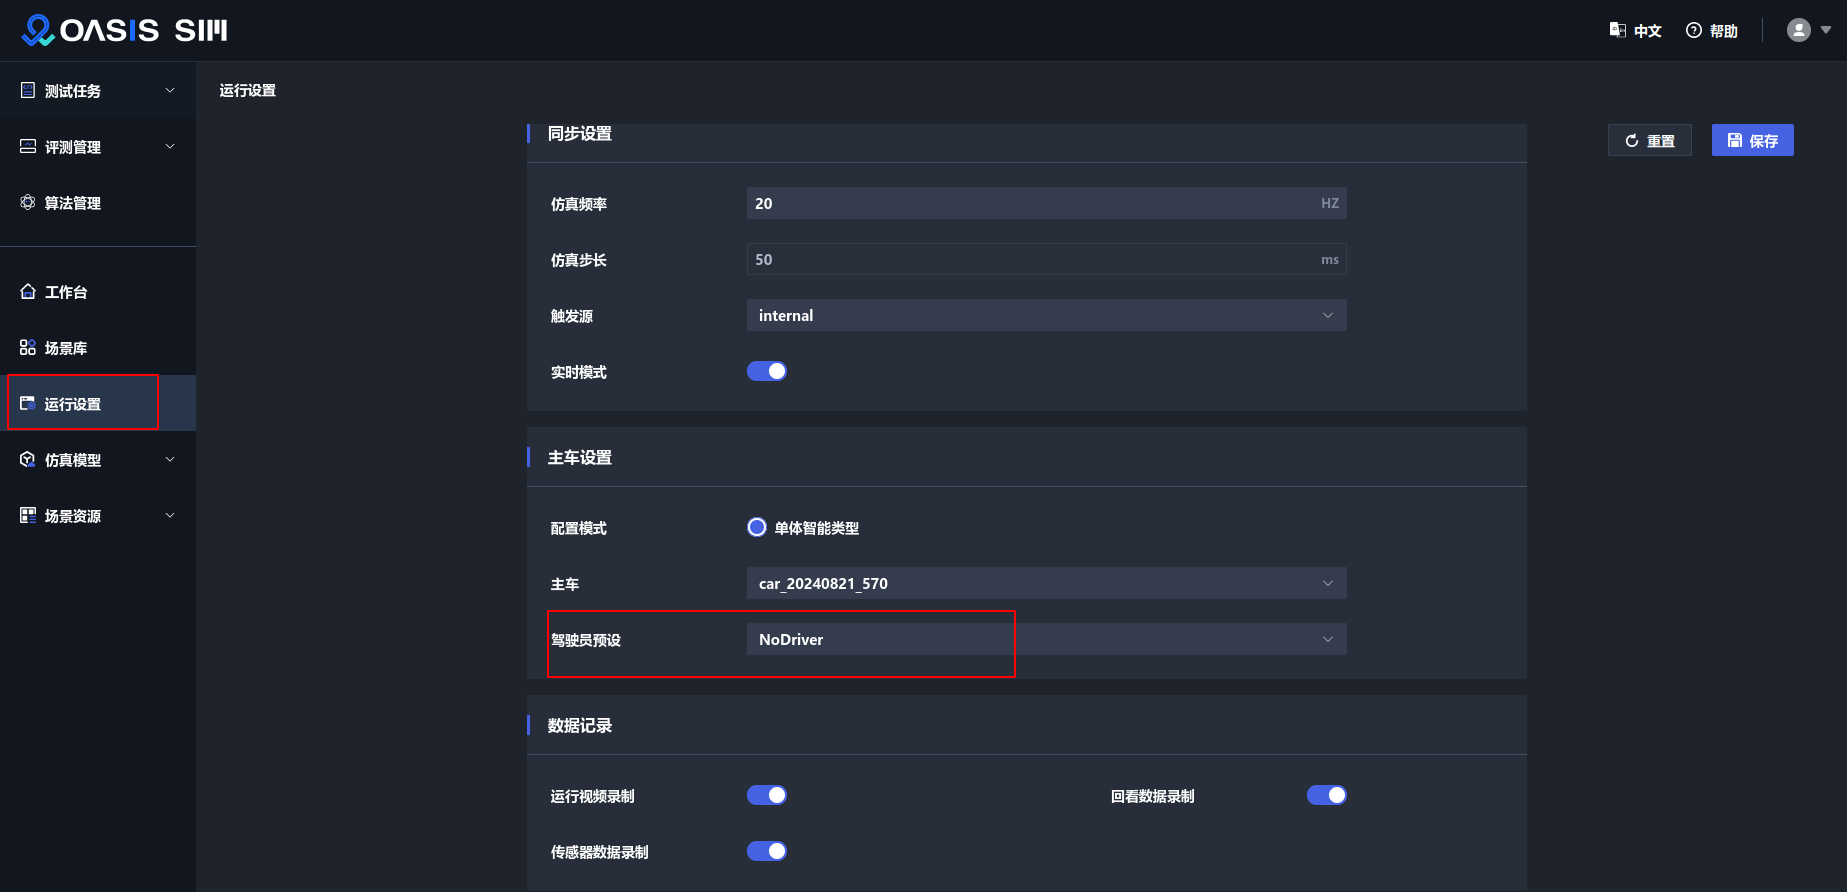 OASIS SIM
中文
帮助
测试任务
评测管理
算法管理
工作台
场景库
运行设置
仿真模型
场景资源
运行设置
重置
保存
同步设置
仿真频率 20 HZ
仿真步长 50 ms
触发源 internal
实时模式
主车设置
配置模式 单体智能类型
主车 car_20240821_570
驾驶员预设 NoDriver
数据记录
运行视频录制 回看数据录制
传感器数据录制